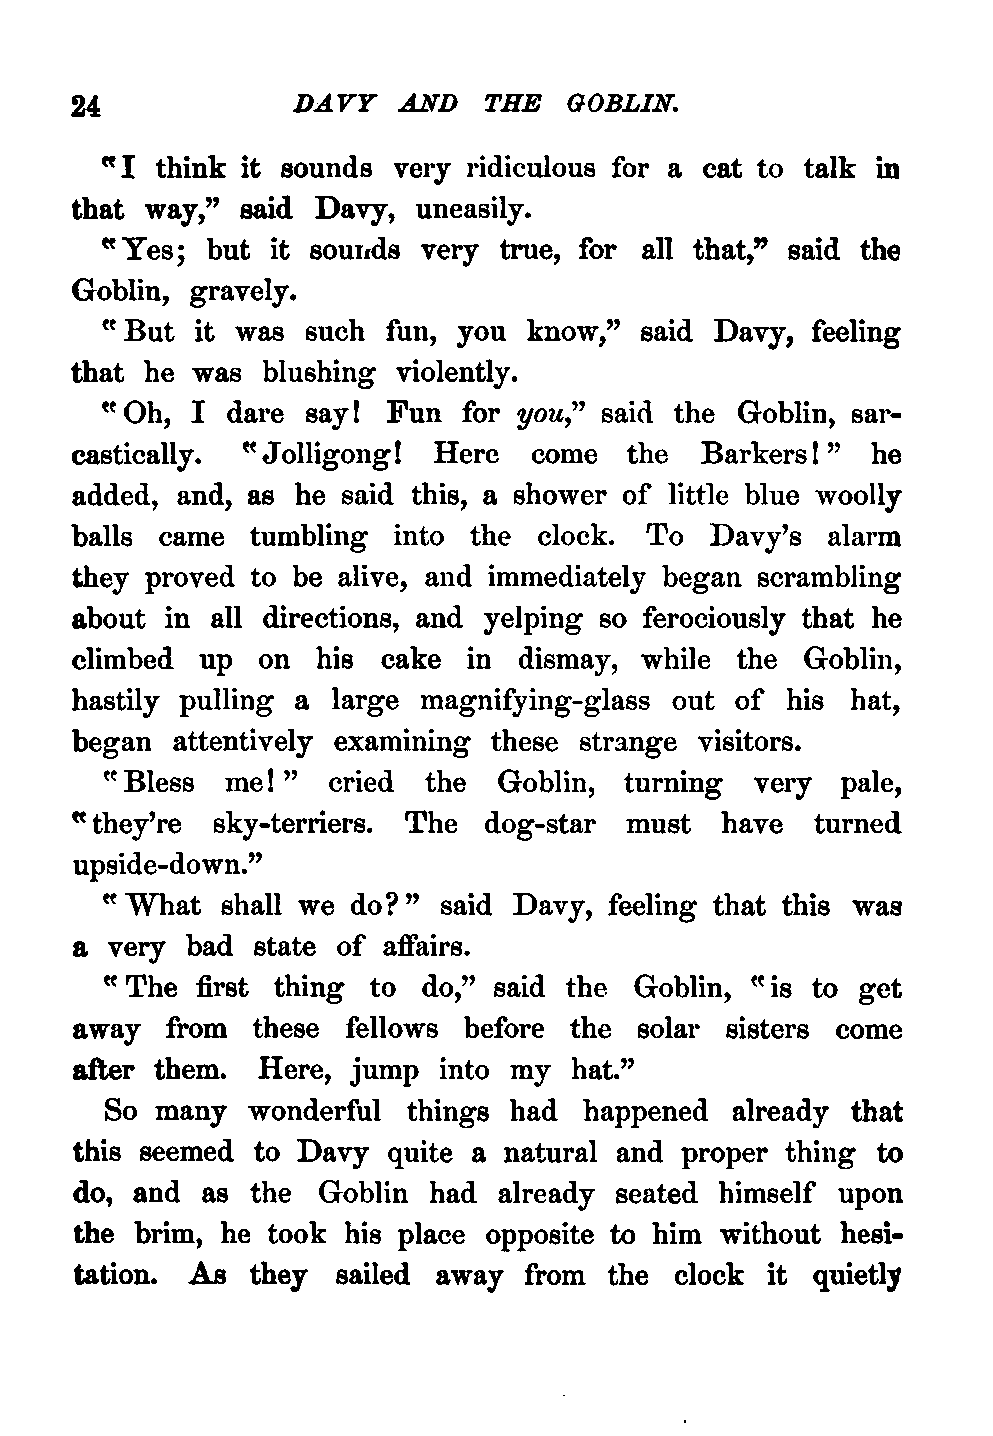 24 DAVY AND THE GOBLIN.
"I think it sounds very ridiculous for a cat to talk in
that way," said Davy, uneasily.
"Yes; but it sounds very true, for all that," said the
Goblin, gravely.
"But it was such fun, you know," said Davy, feeling
that he was blushing violently.
"Oh, I dare say! Fun for you," said the Goblin, sar-
castically. "Jolligong! Here come the Barkers!" he
added, and, as he said this, a shower of little blue woolly
balls came tumbling into the clock. To Davy's alarm
they proved to be alive, and immediately began scrambling
about in all directions, and yelping so ferociously that he
climbed up on his cake in dismay, while the Goblin,
hastily pulling a large magnifying-glass out of his hat,
began attentively examining these strange visitors.
"Bless me!" cried the Goblin, turning very pale,
"they're sky-terriers. The dog-star must have turned
upside-down."
"What shall we do?" said Davy, feeling that this was
a very bad state of affairs.
"The first thing to do," said the Goblin, "is to get
away from these fellows before the solar sisters come
after them. Here, jump into my hat."
So many wonderful things had happened already that
this seemed to Davy quite a natural and proper thing to
do, and as the Goblin had already seated himself upon
the brim, he took his place opposite to him without hesi-
tation. As they sailed away from the clock it quietly